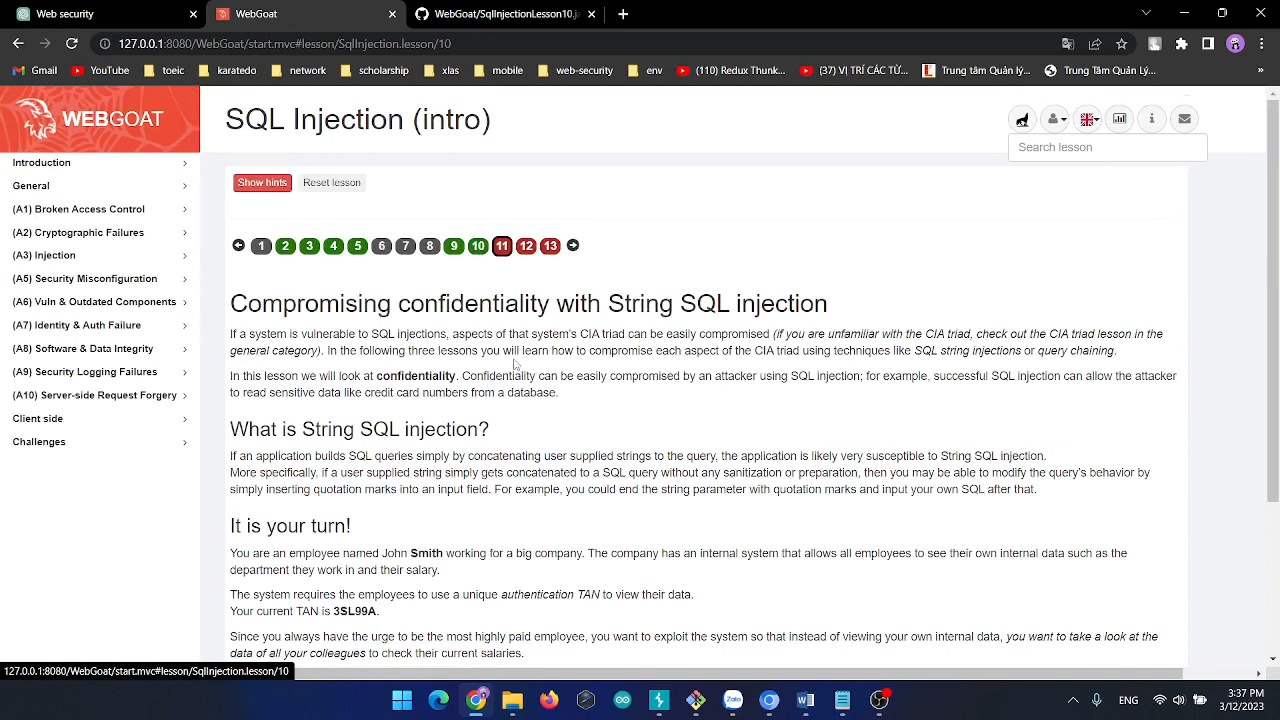 Web security
WebGoat
WebGoat/SqlInjectionLesson10.j
127.0.0.1:8080/WebGoat/start.mvc#lesson/SqlInjection.lesson/10
Gmail YouTube toeic karatedo network scholarship xlas mobile web-security env (110) Redux Thunk... (37) VỊ TRÍ CÁC TỪ... Trung tâm Quản lý... Trung Tâm Quản lý... »
WEBGOAT
SQL Injection (intro)
Search lesson
Introduction
General
(A1) Broken Access Control
(A2) Cryptographic Failures
(A3) Injection
(A5) Security Misconfiguration
(A6) Vuln & Outdated Components
(A7) Identity & Auth Failure
(A8) Software & Data Integrity
(A9) Security Logging Failures
(A10) Server-side Request Forgery
Client side
Challenges
Show hints Reset lesson
1 2 3 4 5 6 7 8 9 10 11 12 13
Compromising confidentiality with String SQL injection
If a system is vulnerable to SQL injections, aspects of that system's CIA triad can be easily compromised (if you are unfamiliar with the CIA triad, check out the CIA triad lesson in the
general category). In the following three lessons you will learn how to compromise each aspect of the CIA triad using techniques like SQL string injections or query chaining.
In this lesson we will look at confidentiality. Confidentiality can be easily compromised by an attacker using SQL injection; for example, successful SQL injection can allow the attacker
to read sensitive data like credit card numbers from a database.
What is String SQL injection?
If an application builds SQL queries simply by concatenating user supplied strings to the query, the application is likely very susceptible to String SQL injection.
More specifically, if a user supplied string simply gets concatenated to a SQL query without any sanitization or preparation, then you may be able to modify the query's behavior by
simply inserting quotation marks into an input field. For example, you could end the string parameter with quotation marks and input your own SQL after that.
It is your turn!
You are an employee named John Smith working for a big company. The company has an internal system that allows all employees to see their own internal data such as the
department they work in and their salary.
The system requires the employees to use a unique authentication TAN to view their data.
Your current TAN is 3SL99A.
Since you always have the urge to be the most highly paid employee, you want to exploit the system so that instead of viewing your own internal data, you want to take a look at the
data of all your colleagues to check their current salaries.
127.0.0.1:8080/WebGoat/start.mvc#lesson/SqlInjection.lesson/10
Zalo
ENG
3:37 PM
3/12/2023